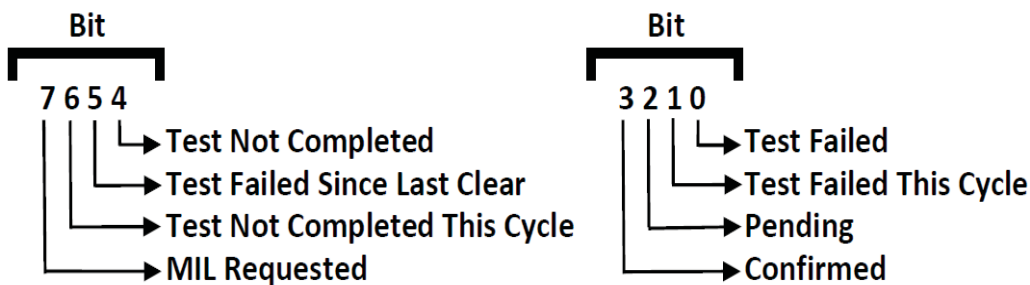 Bit
7 6 5 4
Test Not Completed
Test Failed Since Last Clear
Test Not Completed This Cycle
MIL Requested
Bit
3 2 1 0
Test Failed
Test Failed This Cycle
Pending
Confirmed